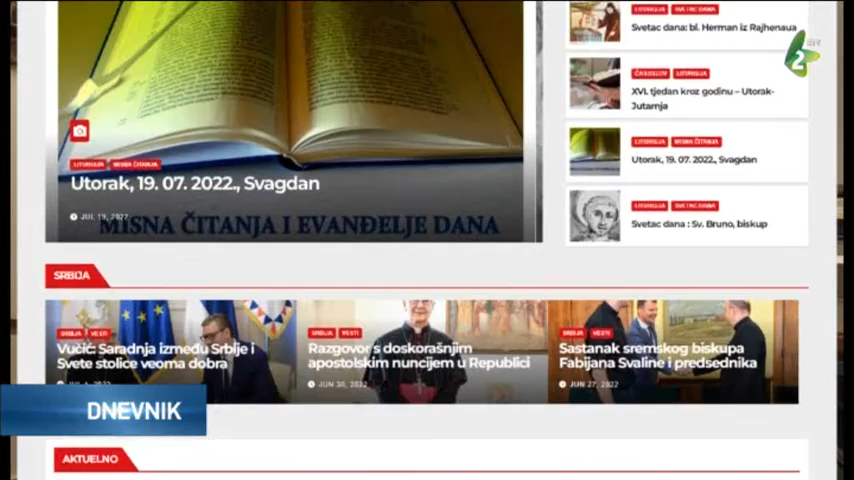 LITURGIJA SVETAC DANA
Svetac dana: bl. Herman iz Rajhenaua
2
ČASOSLOV LITURGIJA
XVI. tjedan kroz godinu – Utorak-
Jutarnja
LITURGIJA MISNA ČITANJA
Utorak, 19. 07. 2022., Svagdan
LITURGIJA SVETAC DANA
Svetac dana : Sv. Bruno, biskup
LITURGIJA MISNA ČITANJA
Utorak, 19. 07. 2022., Svagdan
JUL 19, 2022
MISNA ČITANJA I EVANĐELJE DANA
SRBIJA
SRBIJA VESTI
Vučić: Saradnja između Srbije i
Svete stolice veoma dobra
JUL 4, 2022
SRBIJA VESTI
Razgovor s doskorašnjim
apostolskim nuncijem u Republici
JUN 30, 2022
SRBIJA VESTI
Sastanak sremskog biskupa
Fabijana Svaline i predsednika
JUN 27, 2022
DNEVNIK
AKTUELNO